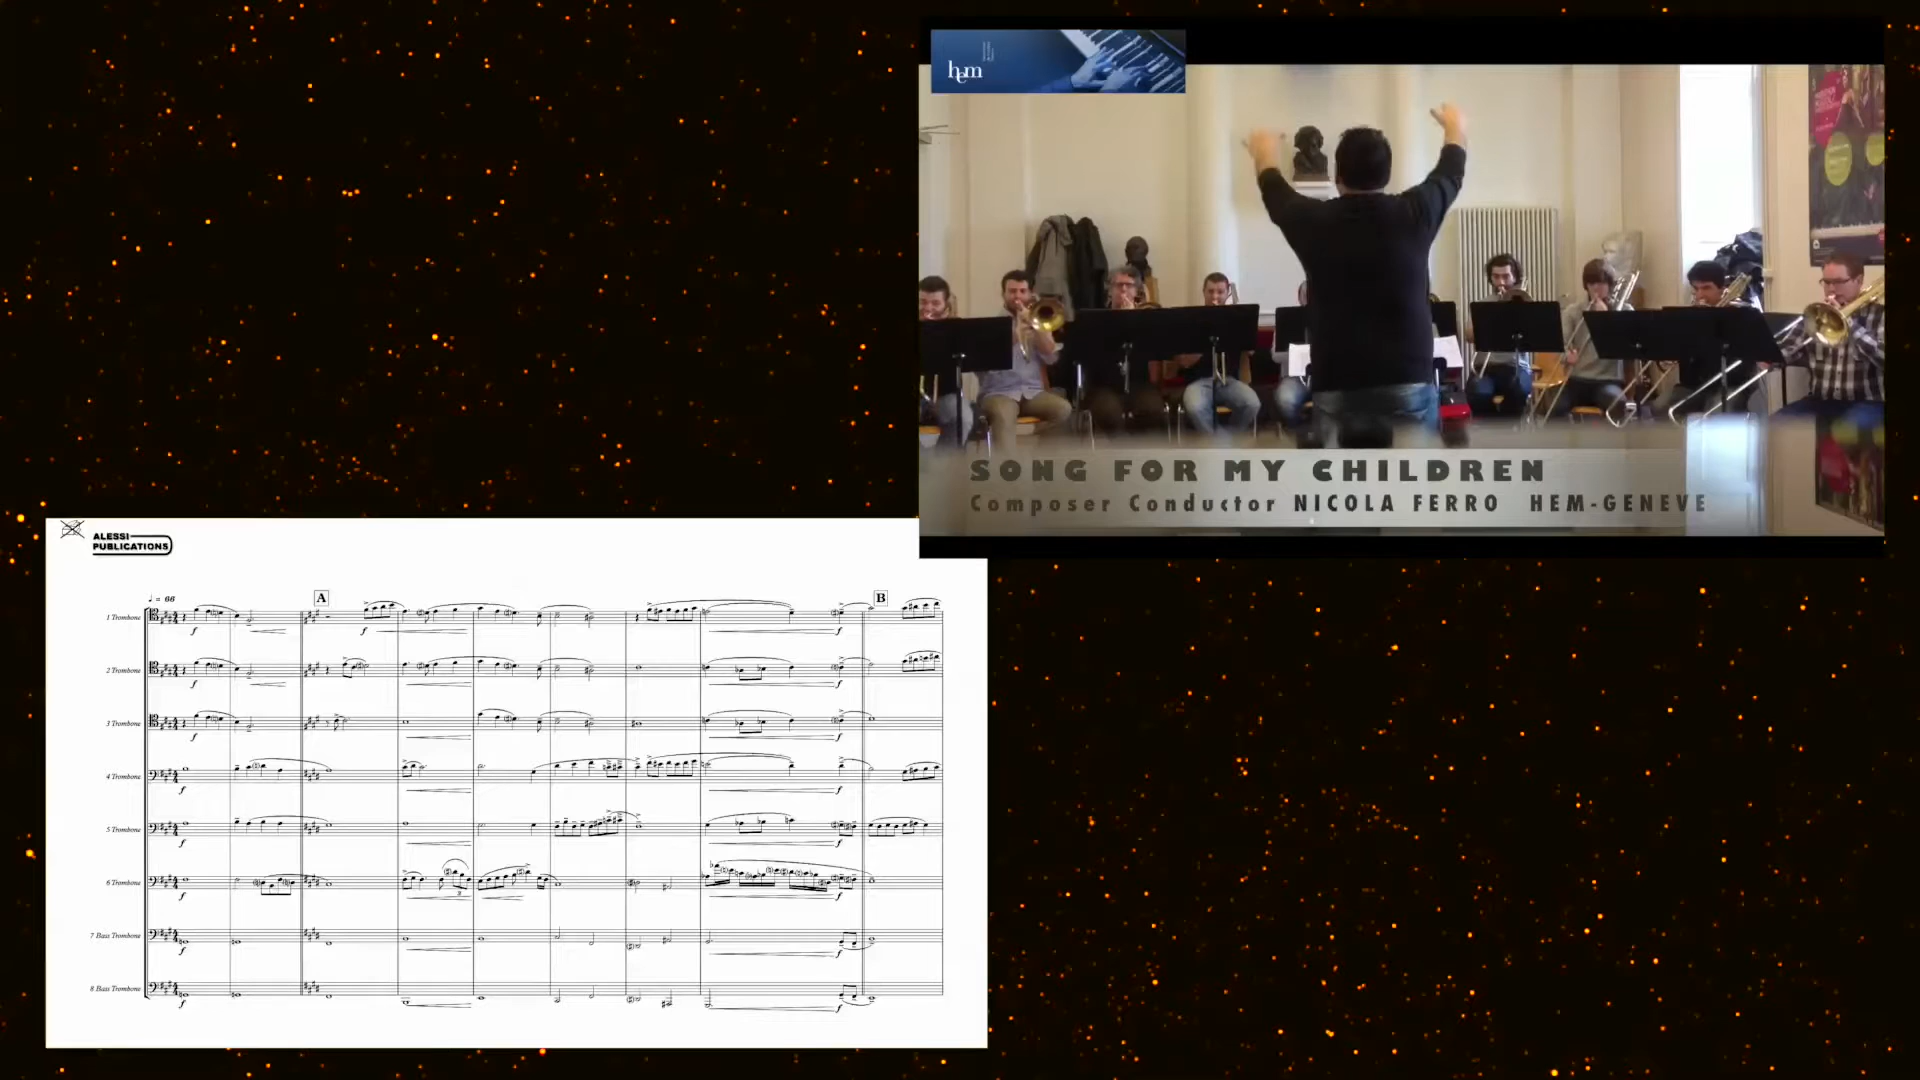 hem
SONG FOR MY CHILDREN
Composer Conductor NICOLA FERRO HEM-GENEVE
ALESSI
PUBLICATIONS
♩ = 66
A
B
1 Trombone
2 Trombone
3 Trombone
4 Trombone
5 Trombone
6 Trombone
7 Bass Trombone
8 Bass Trombone